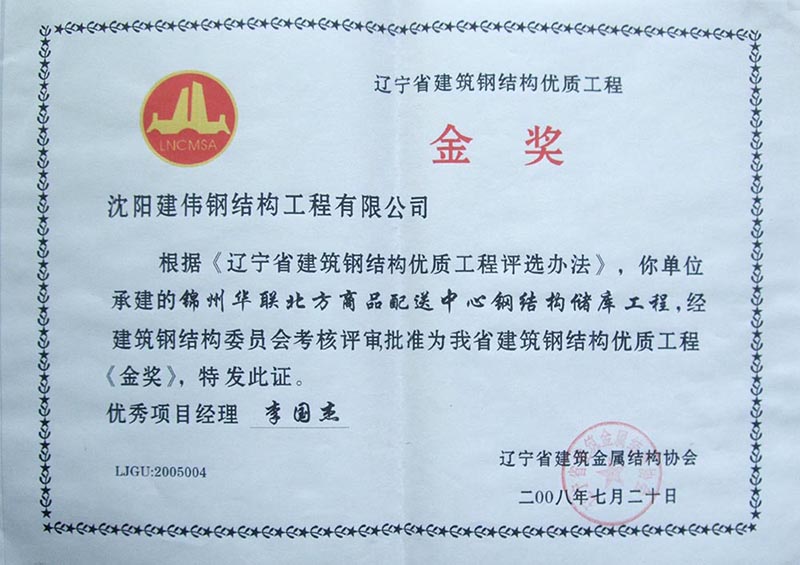 辽宁省建筑钢结构优质工程
金奖
LNCMSA
沈阳建伟钢结构工程有限公司
根据《辽宁省建筑钢结构优质工程评选办法》，你单位
承建的锦州华联北方商品配送中心钢结构储库工程，经
建筑钢结构委员会考核评审批准为我省建筑钢结构优质工程
《金奖》，特发此证。
优秀项目经理 李国杰
LJGU:2005004
辽宁省建筑金属结构协会
二00八年七月二十日